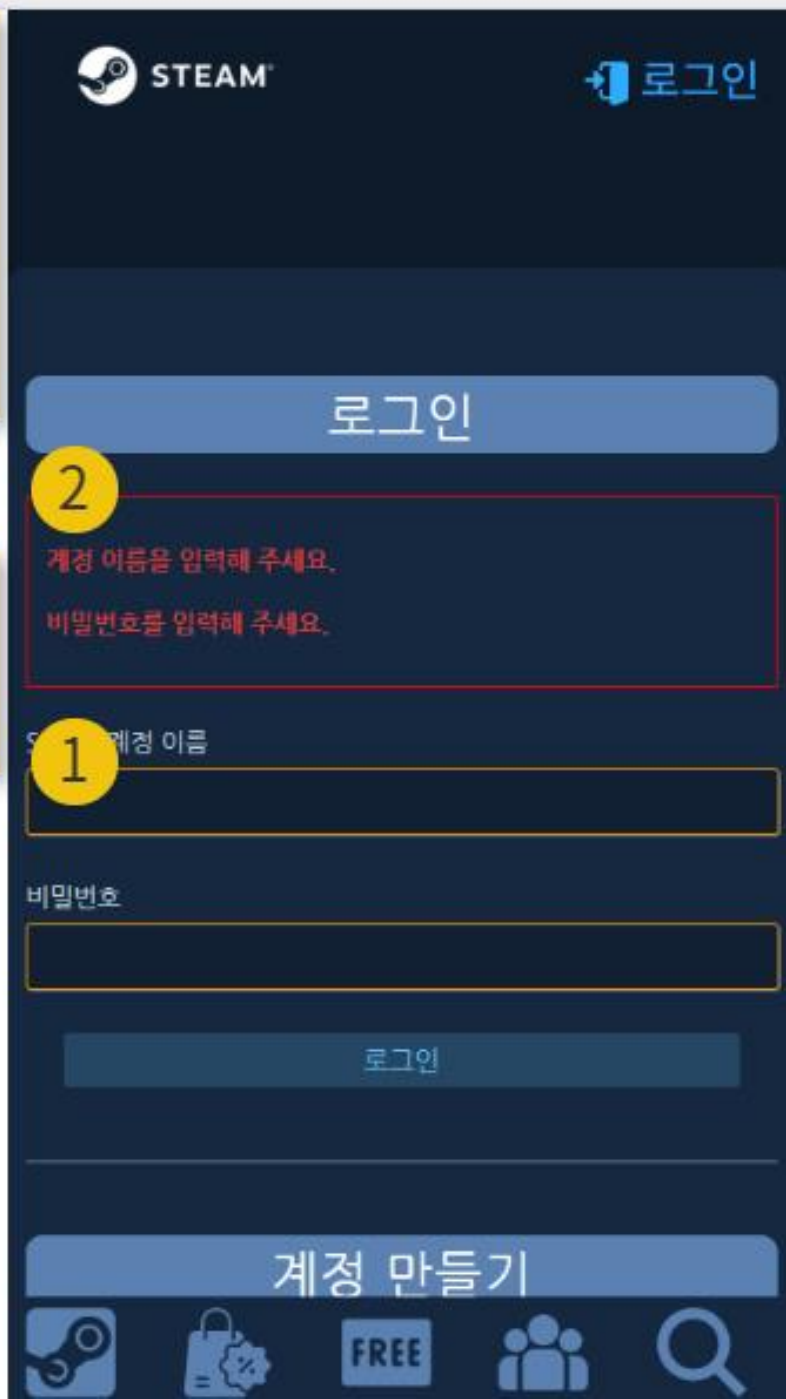 STEAM
로그인
로그인
2
계정 이름을 입력해 주세요.
비밀번호를 입력해 주세요.
계정 이름
1
비밀번호
로그인
계정 만들기
%
FREE